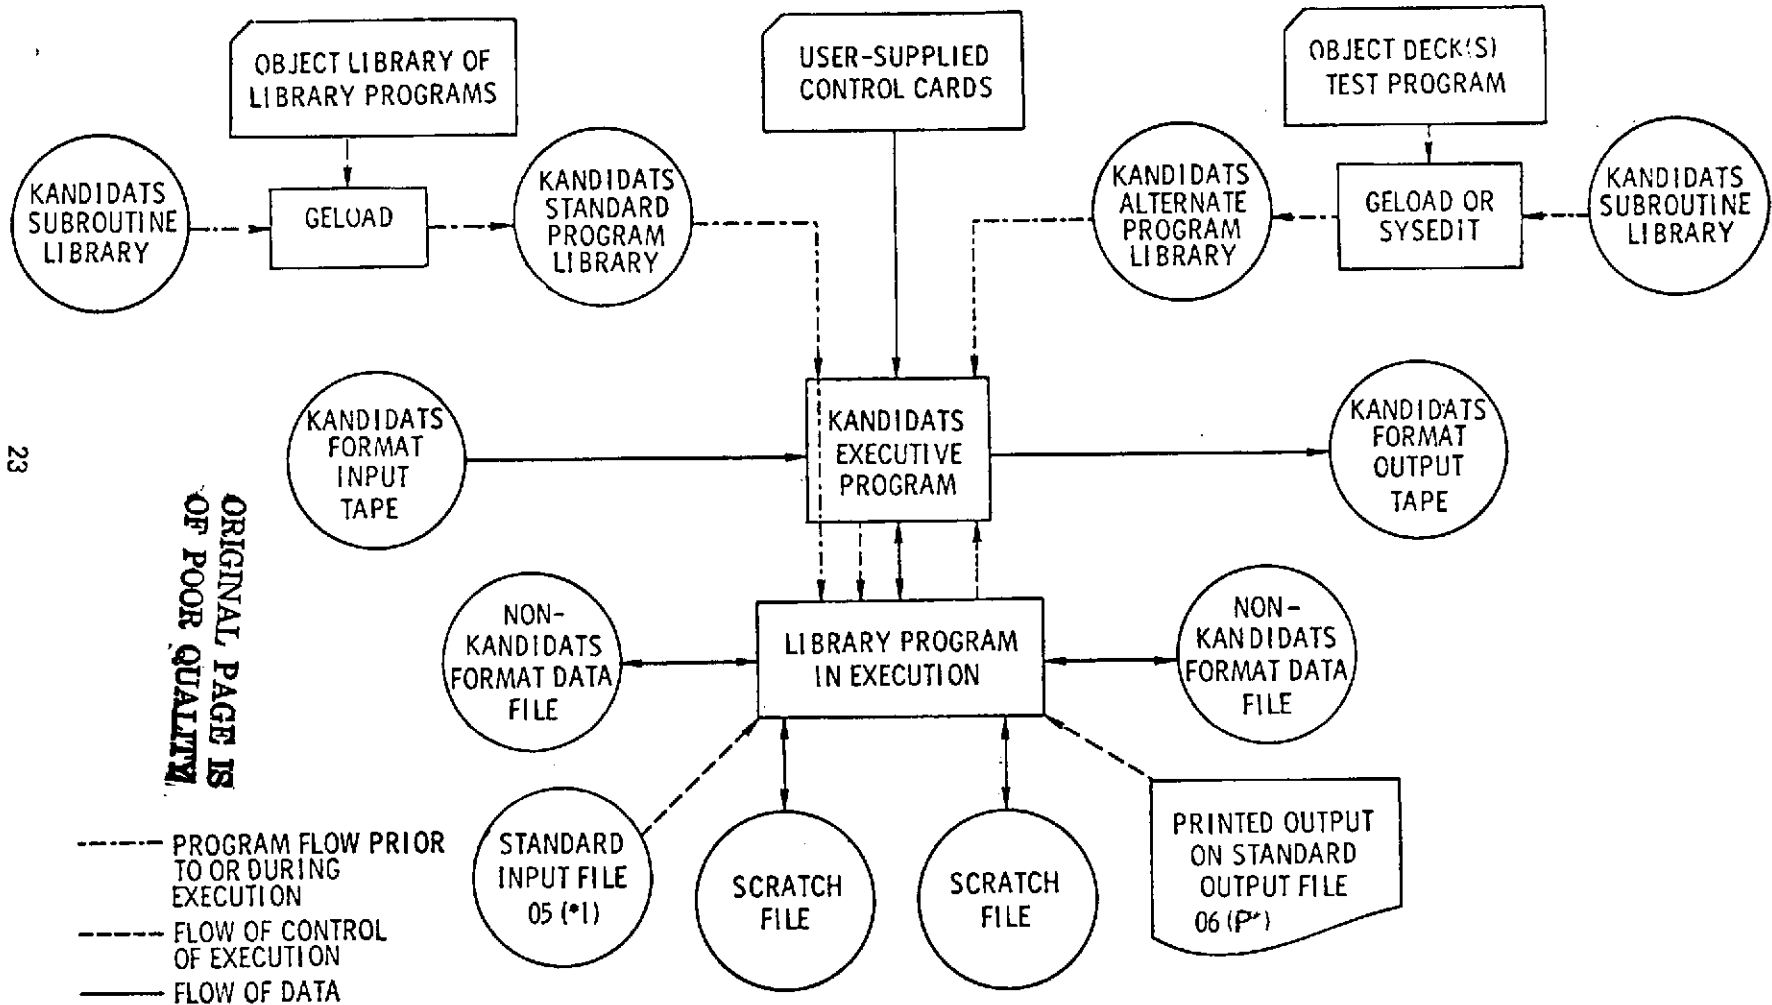 OBJECT LIBRARY OF
LIBRARY PROGRAMS
USER-SUPPLIED
CONTROL CARDS
OBJECT DECK(S)
TEST PROGRAM
KANDIDATS
SUBROUTINE
LIBRARY
GELOAD
KANDIDATS
STANDARD
PROGRAM
LIBRARY
KANDIDATS
ALTERNATE
PROGRAM
LIBRARY
GELOAD OR
SYSEDIT
KANDIDATS
SUBROUTINE
LIBRARY
KANDIDATS
FORMAT
INPUT
TAPE
KANDIDATS
EXECUTIVE
PROGRAM
KANDIDATS
FORMAT
OUTPUT
TAPE
23
ORIGINAL PAGE IS
OF POOR QUALITY
NON-
KANDIDATS
FORMAT DATA
FILE
LIBRARY PROGRAM
IN EXECUTION
NON-
KANDIDATS
FORMAT DATA
FILE
STANDARD
INPUT FILE
05 (*I)
SCRATCH
FILE
SCRATCH
FILE
PRINTED OUTPUT
ON STANDARD
OUTPUT FILE
06 (P*)
PROGRAM FLOW PRIOR
TO OR DURING
EXECUTION
FLOW OF CONTROL
OF EXECUTION
FLOW OF DATA